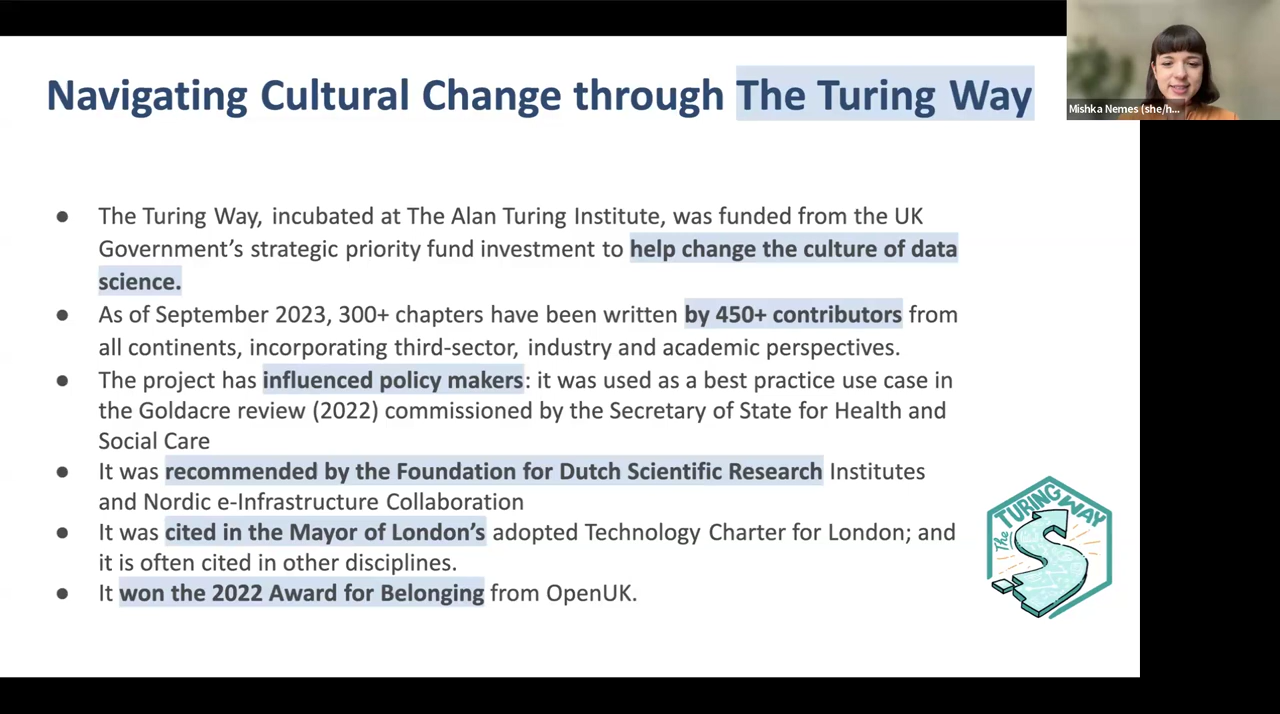 Navigating Cultural Change through The Turing Way
Mishka Nemes (she/h...
● The Turing Way, incubated at The Alan Turing Institute, was funded from the UK
Government’s strategic priority fund investment to help change the culture of data
science.
● As of September 2023, 300+ chapters have been written by 450+ contributors from
all continents, incorporating third-sector, industry and academic perspectives.
● The project has influenced policy makers: it was used as a best practice use case in
the Goldacre review (2022) commissioned by the Secretary of State for Health and
Social Care
● It was recommended by the Foundation for Dutch Scientific Research Institutes
and Nordic e-Infrastructure Collaboration
● It was cited in the Mayor of London’s adopted Technology Charter for London; and
it is often cited in other disciplines.
● It won the 2022 Award for Belonging from OpenUK.
The TURING WAY